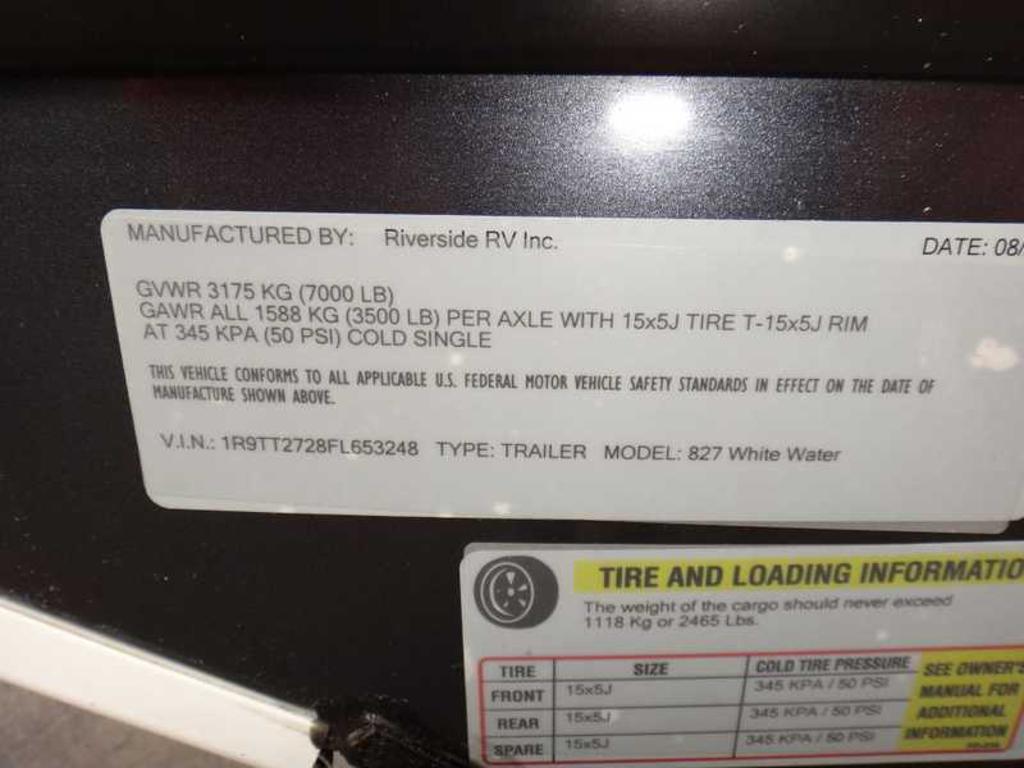 MANUFACTURED BY: Riverside RV Inc. DATE: 08/
GVWR 3175 KG (7000 LB)
GAWR ALL 1588 KG (3500 LB) PER AXLE WITH 15x5J TIRE T-15x5J RIM
AT 345 KPA (50 PSI) COLD SINGLE
THIS VEHICLE CONFORMS TO ALL APPLICABLE U.S. FEDERAL MOTOR VEHICLE SAFETY STANDARDS IN EFFECT ON THE DATE OF
MANUFACTURE SHOWN ABOVE.
V.I.N.: 1R9TT2728FL653248 TYPE: TRAILER MODEL: 827 White Water
TIRE AND LOADING INFORMATIO
The weight of the cargo should never exceed
1118 Kg or 2465 Lbs.
TIRE SIZE COLD TIRE PRESSURE SEE OWNER'S
FRONT 15x5J 345 KPA / 50 PSI MANUAL FOR
REAR 15x5J 345 KPA / 50 PSI ADDITIONAL
SPARE 15x5J 345 KPA / 50 PSI INFORMATION